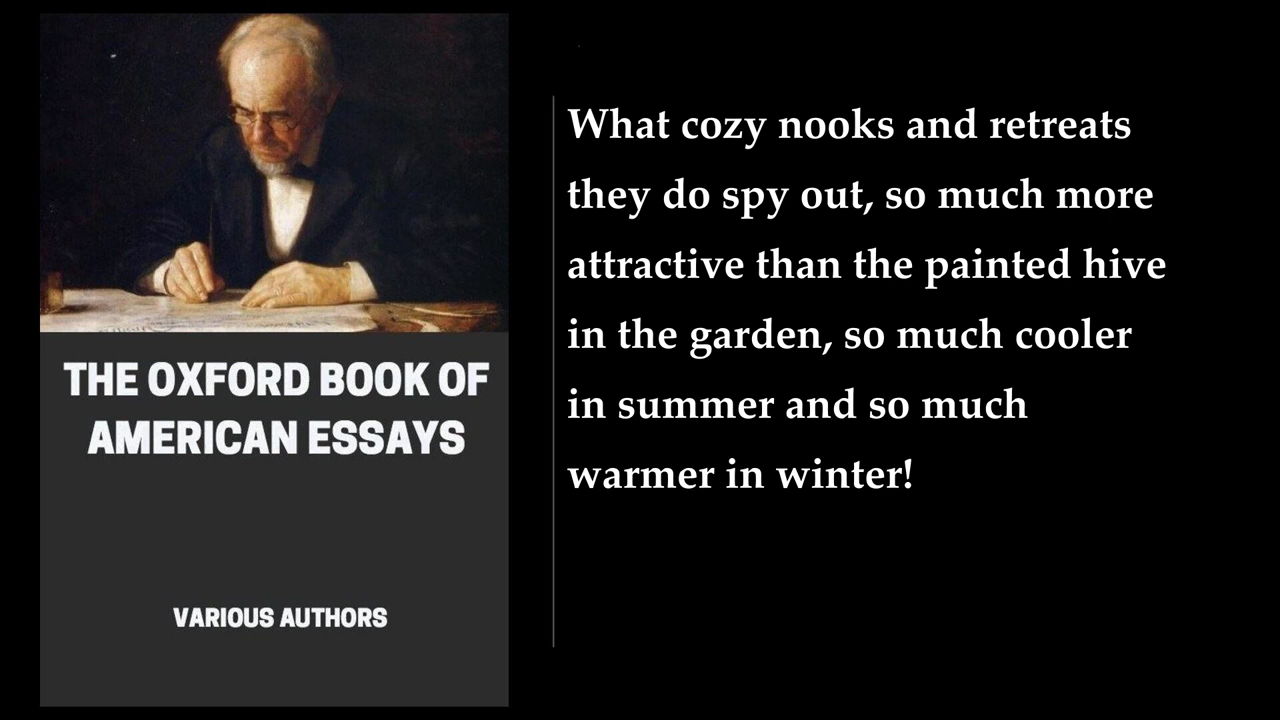 THE OXFORD BOOK OF
AMERICAN ESSAYS
VARIOUS AUTHORS
What cozy nooks and retreats
they do spy out, so much more
attractive than the painted hive
in the garden, so much cooler
in summer and so much
warmer in winter!